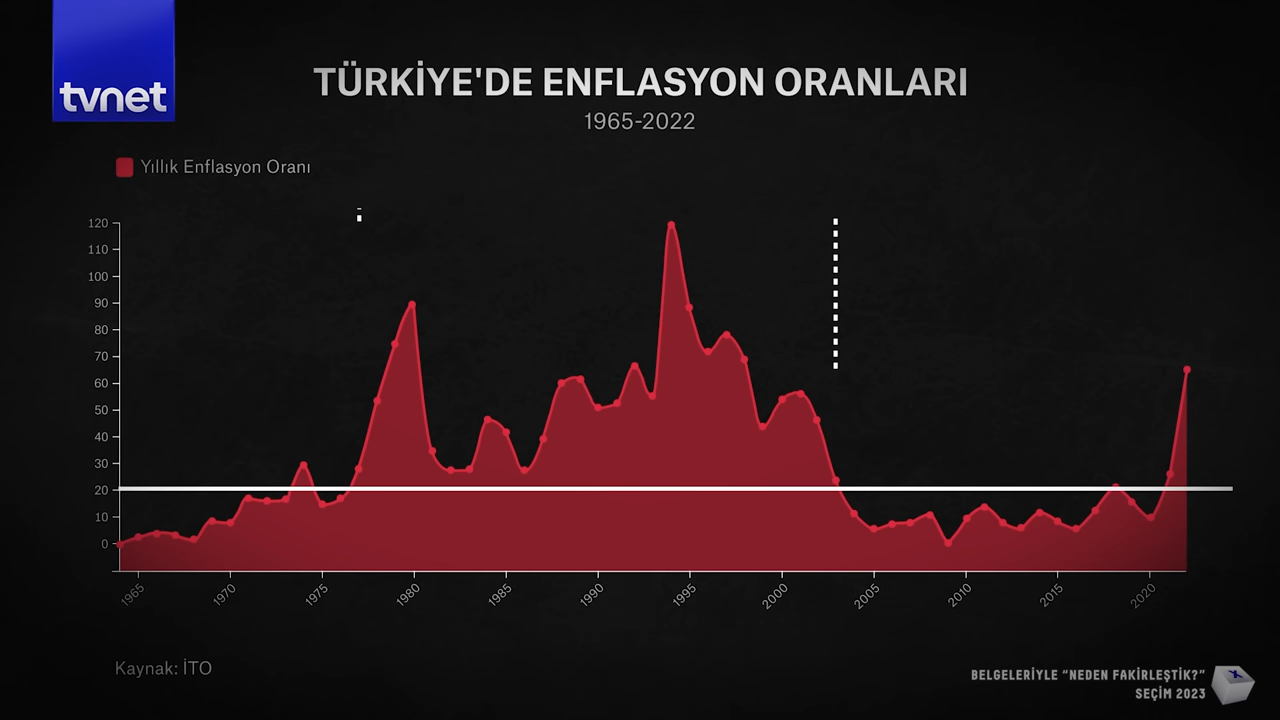 tvnet
TÜRKİYE'DE ENFLASYON ORANLARI
1965-2022
Yıllık Enflasyon Oranı
120
110
100
90
80
70
60
50
40
30
20
10
0
1965 1970 1975 1980 1985 1990 1995 2000 2005 2010 2015 2020
Kaynak: İTO
BELGELERİYLE “NEDEN FAKİRLEŞTİK?”
SEÇİM 2023